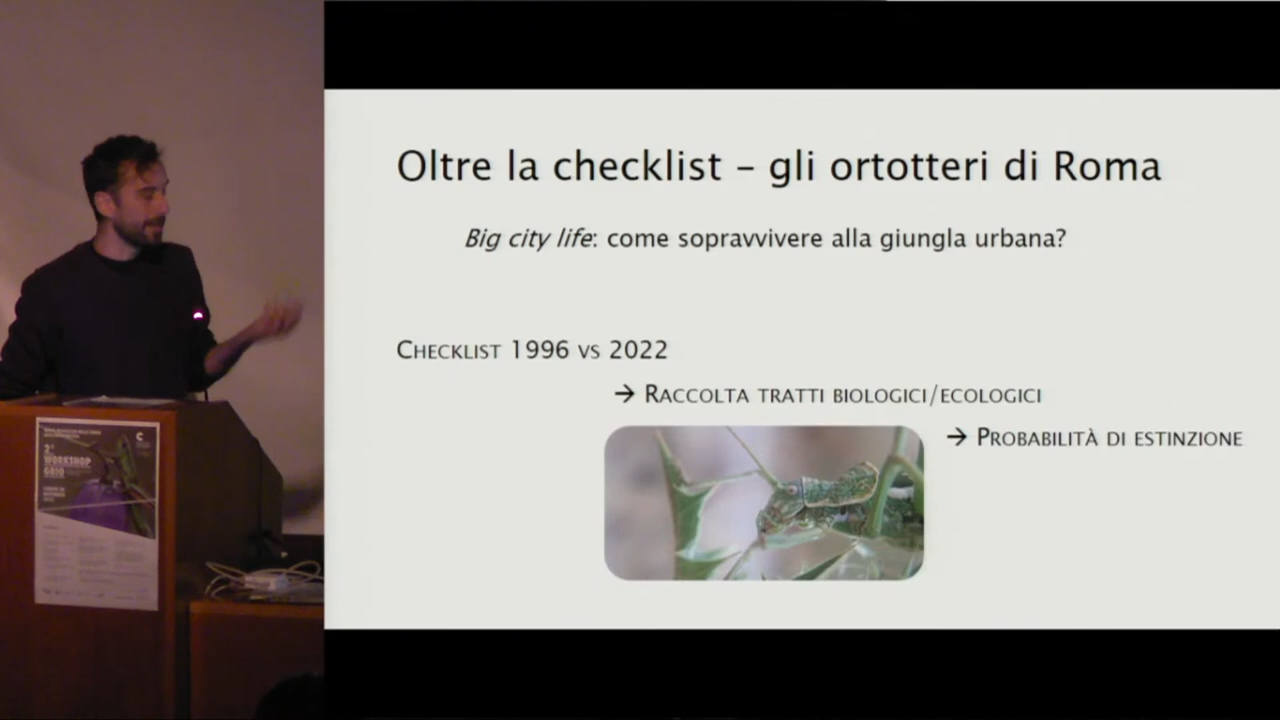 Oltre la checklist – gli ortotteri di Roma
Big city life: come sopravvivere alla giungla urbana?
Checklist 1996 vs 2022
→ Raccolta tratti biologici/ecologici
→ Probabilità di estinzione
2°
WORKSHOP
GRIO